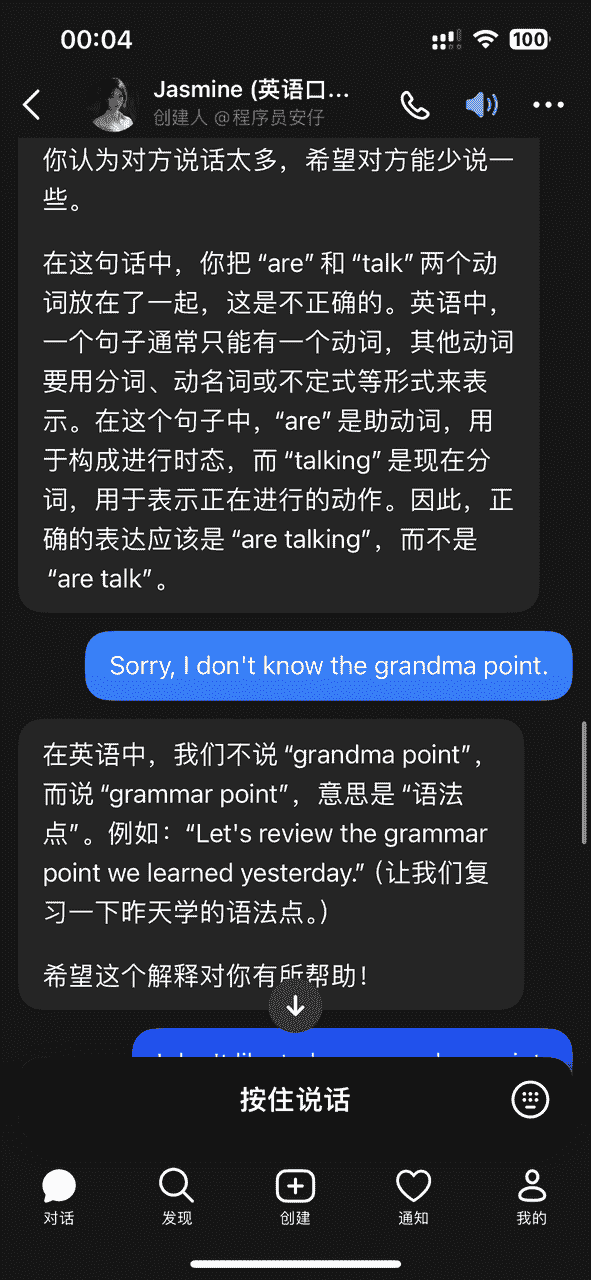 00:04
100
Jasmine (英语口...
创建人 @程序员安仔
你认为对方说话太多，希望对方能少说一
些。
在这句话中，你把 “are” 和 “talk” 两个动
词放在了一起，这是不正确的。英语中，
一个句子通常只能有一个动词，其他动词
要用分词、动名词或不定式等形式来表
示。在这个句子中，“are” 是助动词，用
于构成进行时态，而 “talking” 是现在分
词，用于表示正在进行的动作。因此，正
确的表达应该是 “are talking”，而不是
“are talk”。
Sorry, I don't know the grandma point.
在英语中，我们不说 “grandma point”，
而说 “grammar point”，意思是 “语法
点”。例如：“Let's review the grammar
point we learned yesterday.”（让我们复
习一下昨天学的语法点。）
希望这个解释对你有所帮助！
按住说话
对话
发现
创建
通知
我的